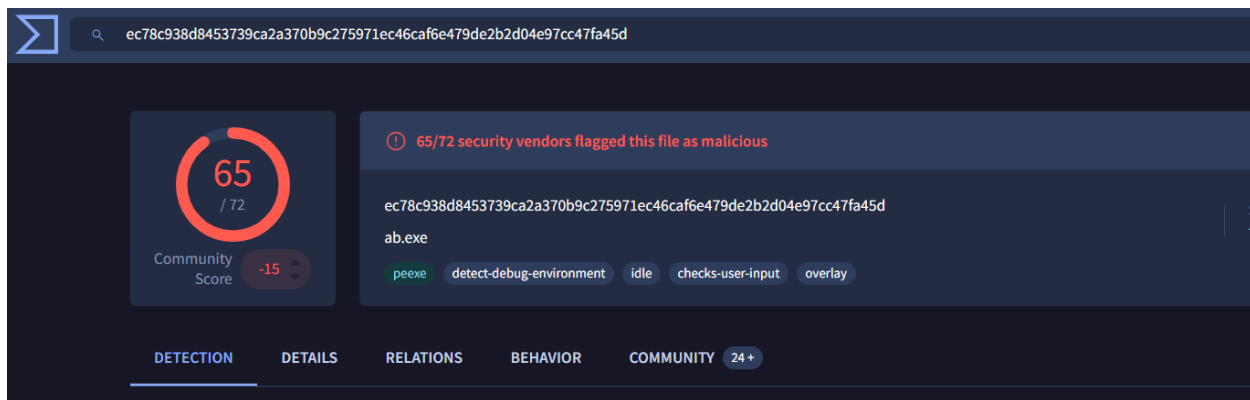 ec78c938d8453739ca2a370b9c275971ec46caf6e479de2b2d04e97cc47fa45d
65
/ 72
Community
Score
-15
65/72 security vendors flagged this file as malicious
ec78c938d8453739ca2a370b9c275971ec46caf6e479de2b2d04e97cc47fa45d
ab.exe
peexe detect-debug-environment idle checks-user-input overlay
DETECTION DETAILS RELATIONS BEHAVIOR COMMUNITY 24+